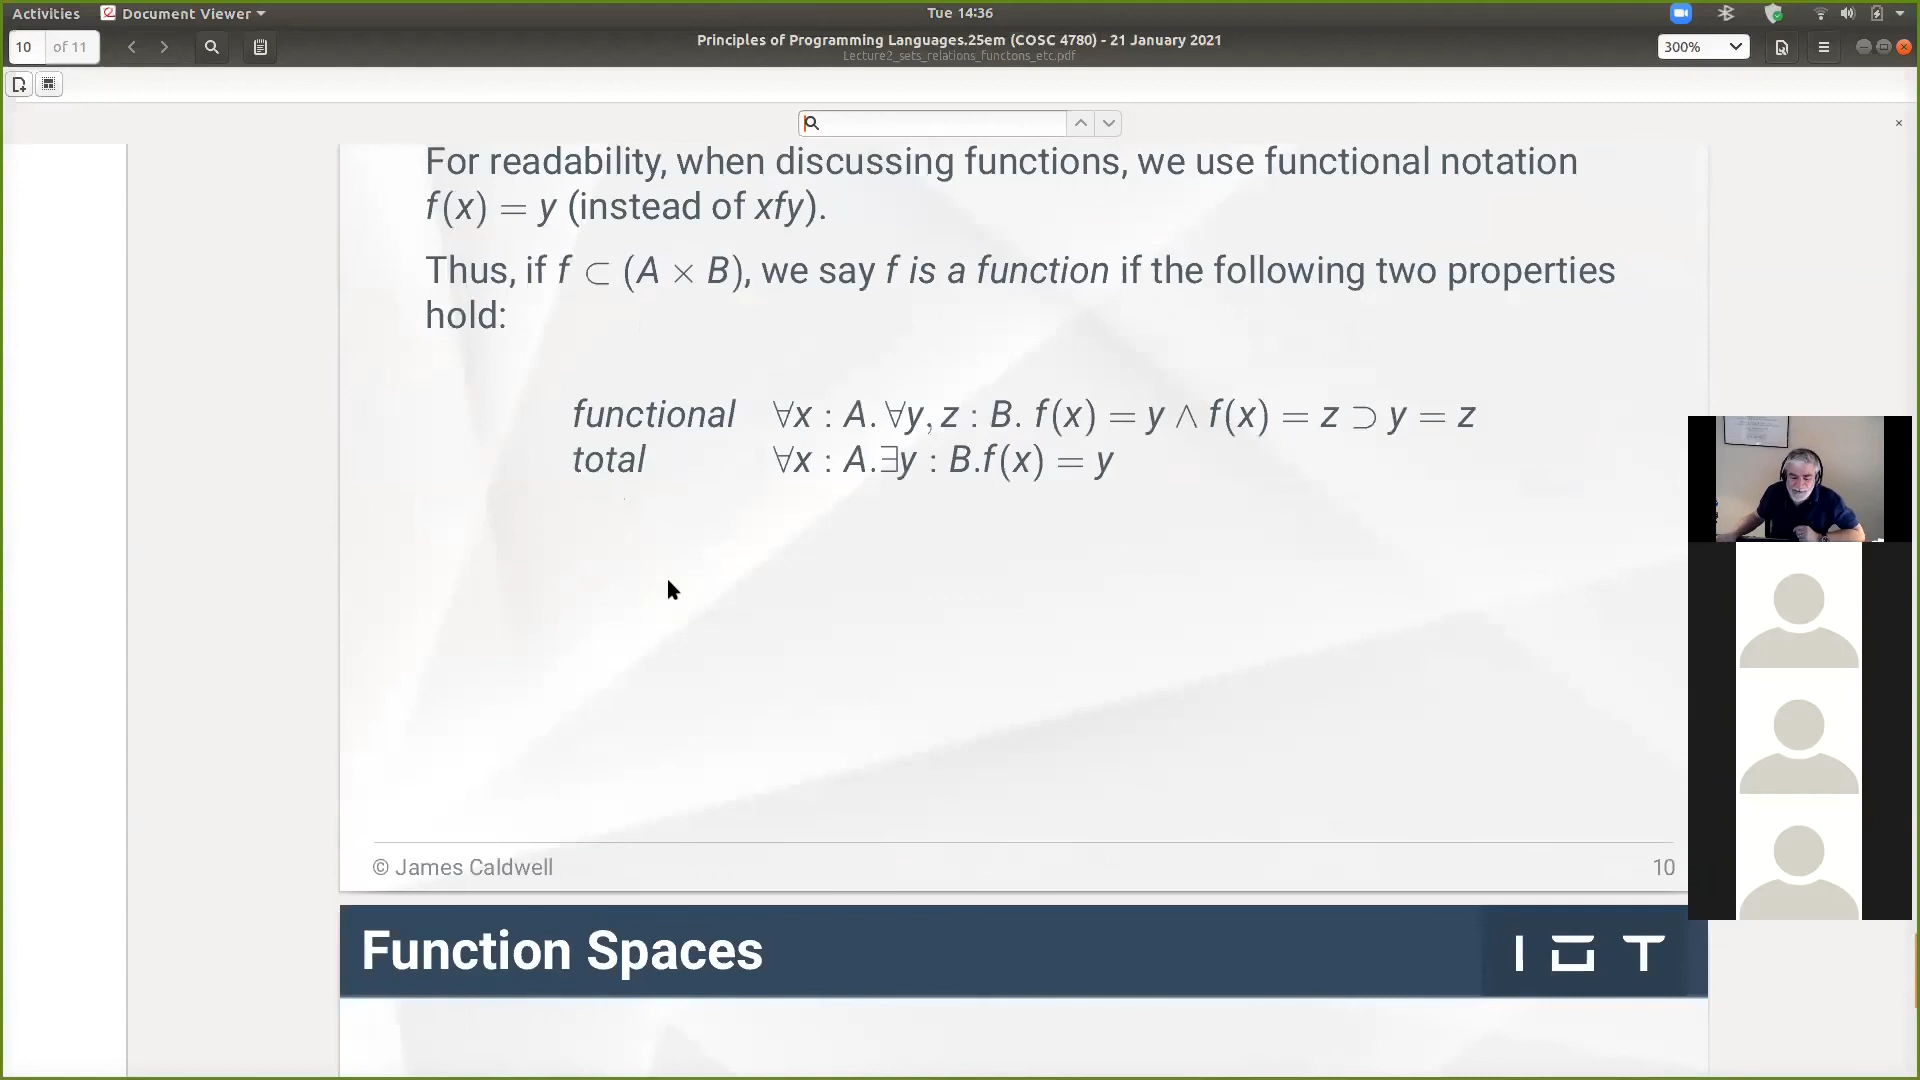 Activities Document Viewer Tue 14:36
10 of 11 Principles of Programming Languages.25em (COSC 4780) - 21 January 2021 300%
Lecture2_sets_relations_functons_etc.pdf
For readability, when discussing functions, we use functional notation
f(x) = y (instead of xfy).
Thus, if f ⊂ (A × B), we say f is a function if the following two properties
hold:
functional ∀x : A. ∀y, z : B. f(x) = y ∧ f(x) = z ⊃ y = z
total ∀x : A.∃y : B.f(x) = y
© James Caldwell 10
Function Spaces